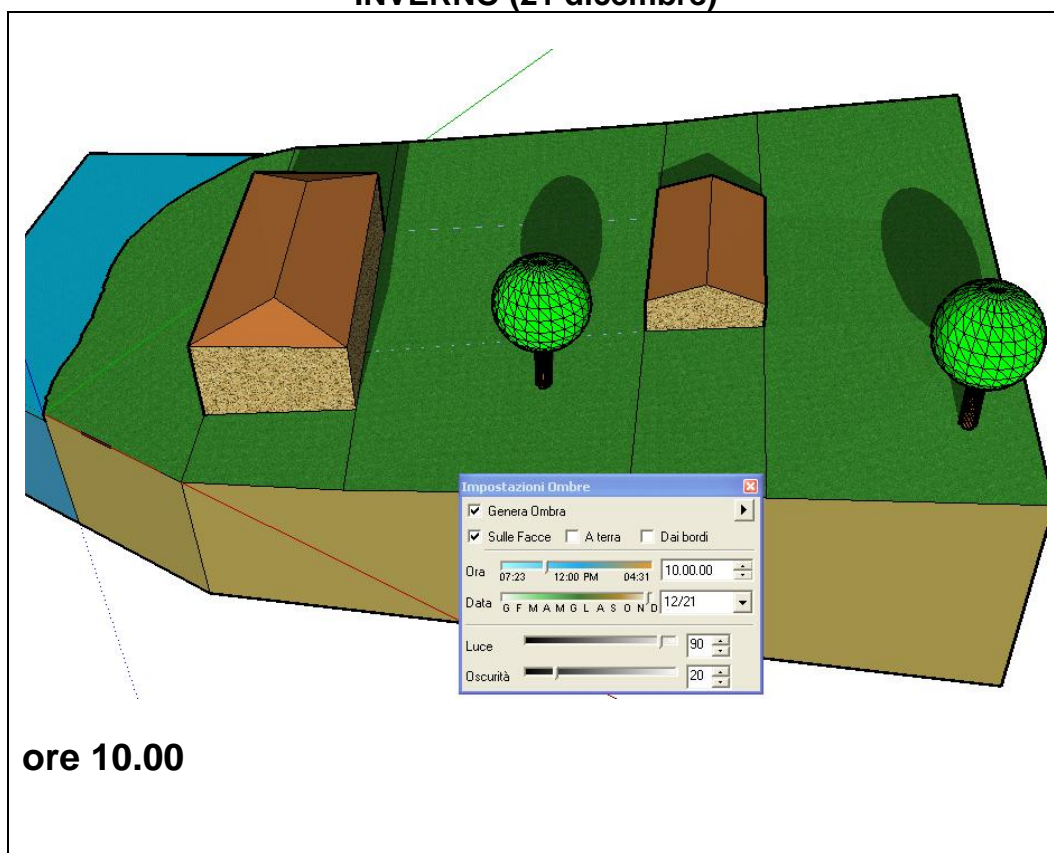 INVERNO (21 dicembre)
Impostazioni Ombre
Genera Ombra
Sulle Facce A terra Dai bordi
Ora 07:23 12:00 PM 04:31 10.00.00
Data G F M A M G L A S O N D 12/21
Luce 90
Oscurità 20
ore 10.00